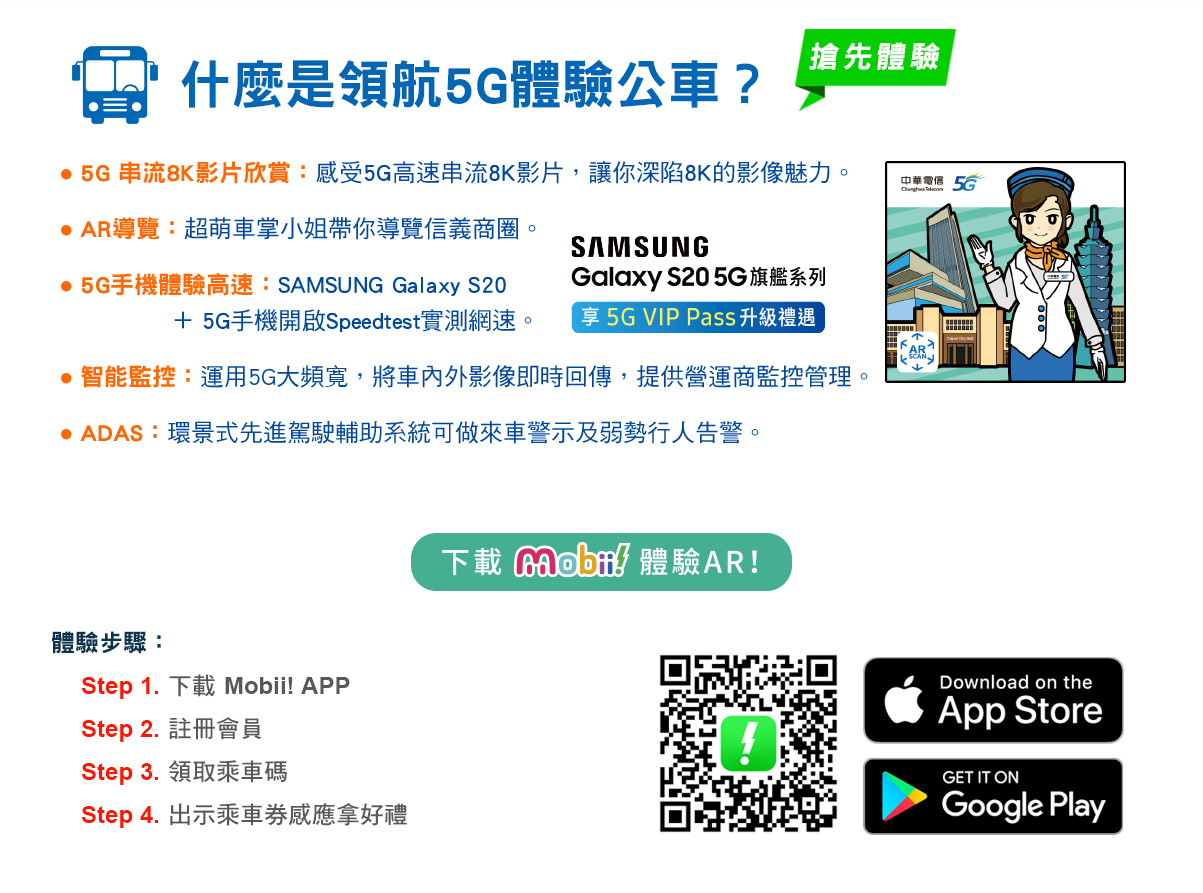 什麼是領航5G體驗公車？
搶先體驗
● 5G 串流8K影片欣賞：感受5G高速串流8K影片，讓你深陷8K的影像魅力。
● AR導覽：超萌車掌小姐帶你導覽信義商圈。
● 5G手機體驗高速：SAMSUNG Galaxy S20
＋ 5G手機開啟Speedtest實測網速。
SAMSUNG
Galaxy S20 5G旗艦系列
享 5G VIP Pass升級禮遇
● 智能監控：運用5G大頻寬，將車內外影像即時回傳，提供營運商監控管理。
● ADAS：環景式先進駕駛輔助系統可做來車警示及弱勢行人告警。
中華電信 5G
Chunghwa Telecom
Taipei City Hall
AR
SCAN
下載 Mobii! 體驗AR!
體驗步驟：
Step 1. 下載 Mobii! APP
Step 2. 註冊會員
Step 3. 領取乘車碼
Step 4. 出示乘車券感應拿好禮
Download on the
App Store
GET IT ON
Google Play